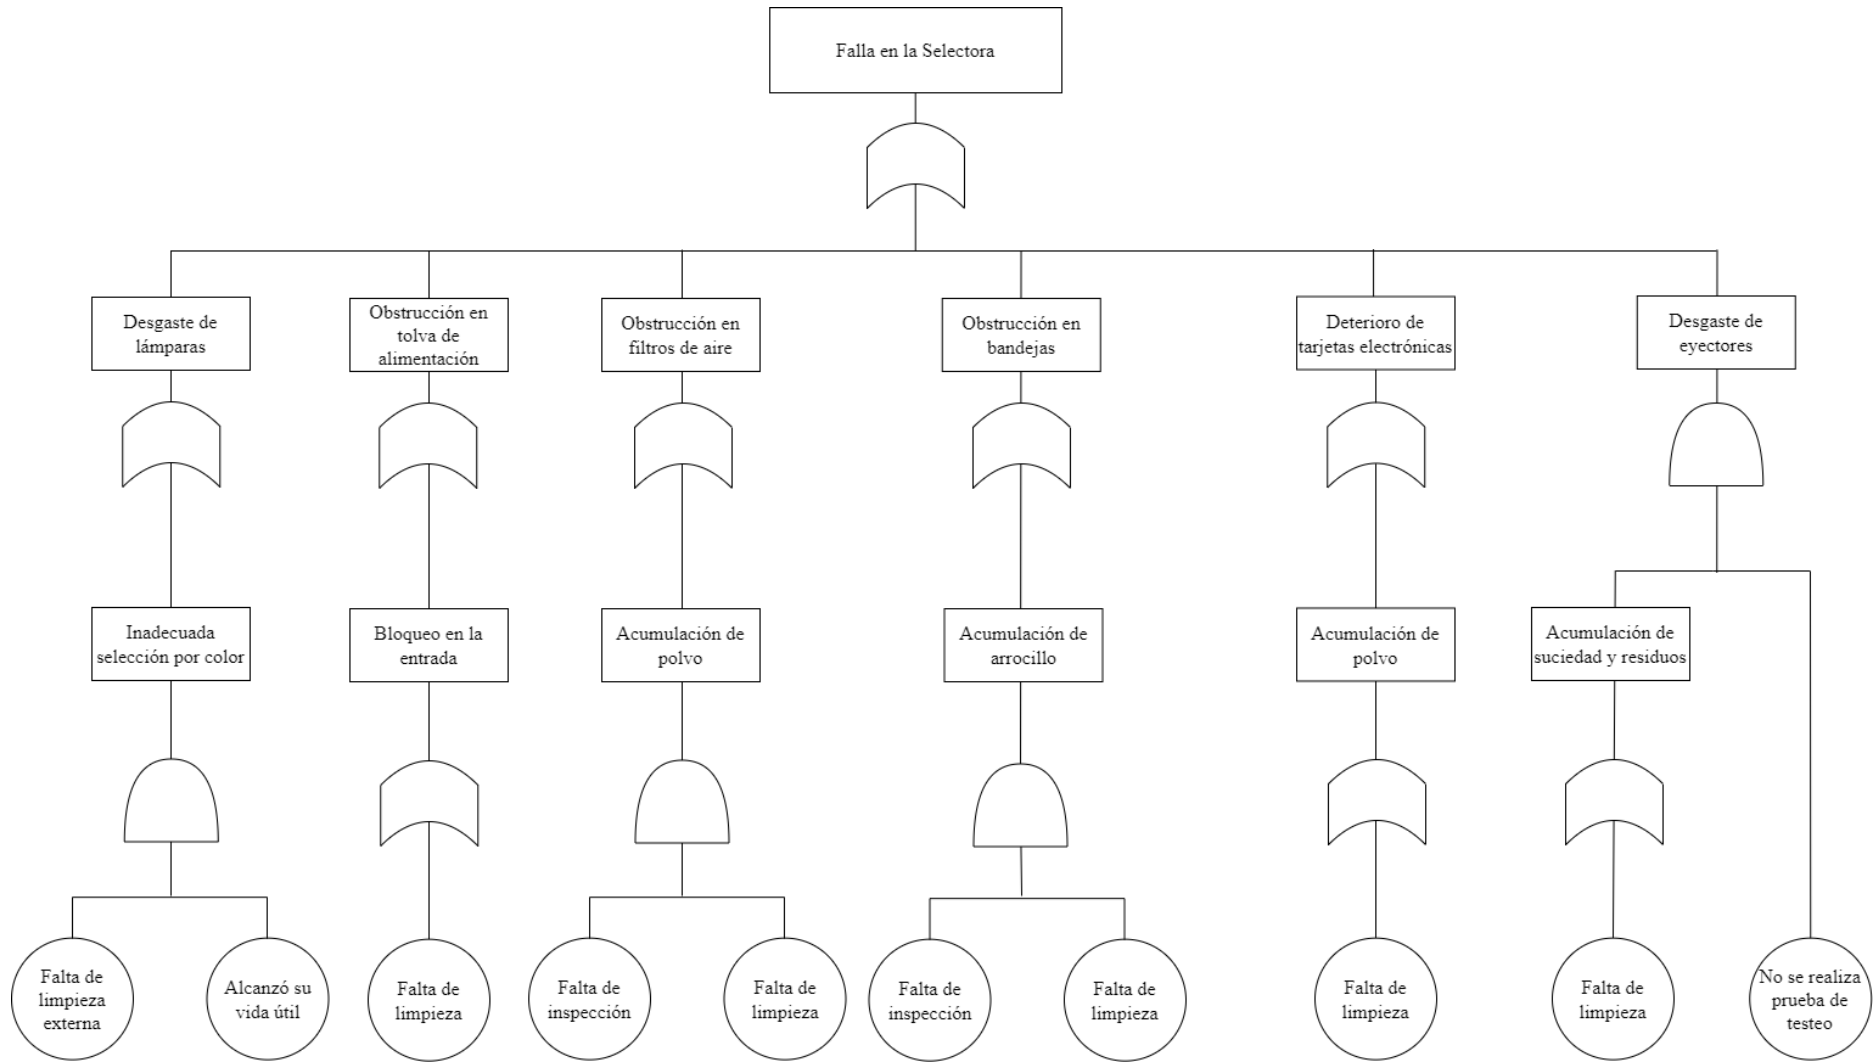 Falla en la Selectora
Desgaste de
lámparas
Obstrucción en
tolva de
alimentación
Obstrucción en
filtros de aire
Obstrucción en
bandejas
Deterioro de
tarjetas electrónicas
Desgaste de
eyectores
Inadecuada
selección por color
Bloqueo en la
entrada
Acumulación de
polvo
Acumulación de
arrocillo
Acumulación de
polvo
Acumulación de
suciedad y residuos
Falta de
limpieza
externa
Alcanzó su
vida útil
Falta de
limpieza
Falta de
inspección
Falta de
limpieza
Falta de
inspección
Falta de
limpieza
Falta de
limpieza
Falta de
limpieza
No se realiza
prueba de
testeo